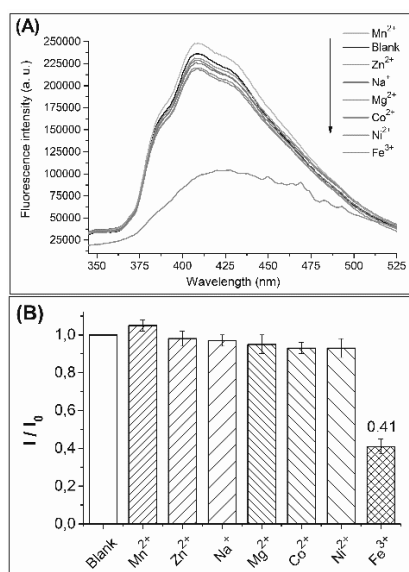 (A)
Mn²⁺
Blank
Zn²⁺
Na⁺
Mg²⁺
Co²⁺
Ni²⁺
Fe³⁺
Fluorescence intensity (a. u.)
250000
225000
200000
175000
150000
125000
100000
75000
50000
25000
350 375 400 425 450 475 500 525
Wavelength (nm)
(B)
I / I₀
1,0
0,8
0,6
0,4
0,2
0,0
0.41
Blank Mn²⁺ Zn²⁺ Na⁺ Mg²⁺ Co²⁺ Ni²⁺ Fe³⁺